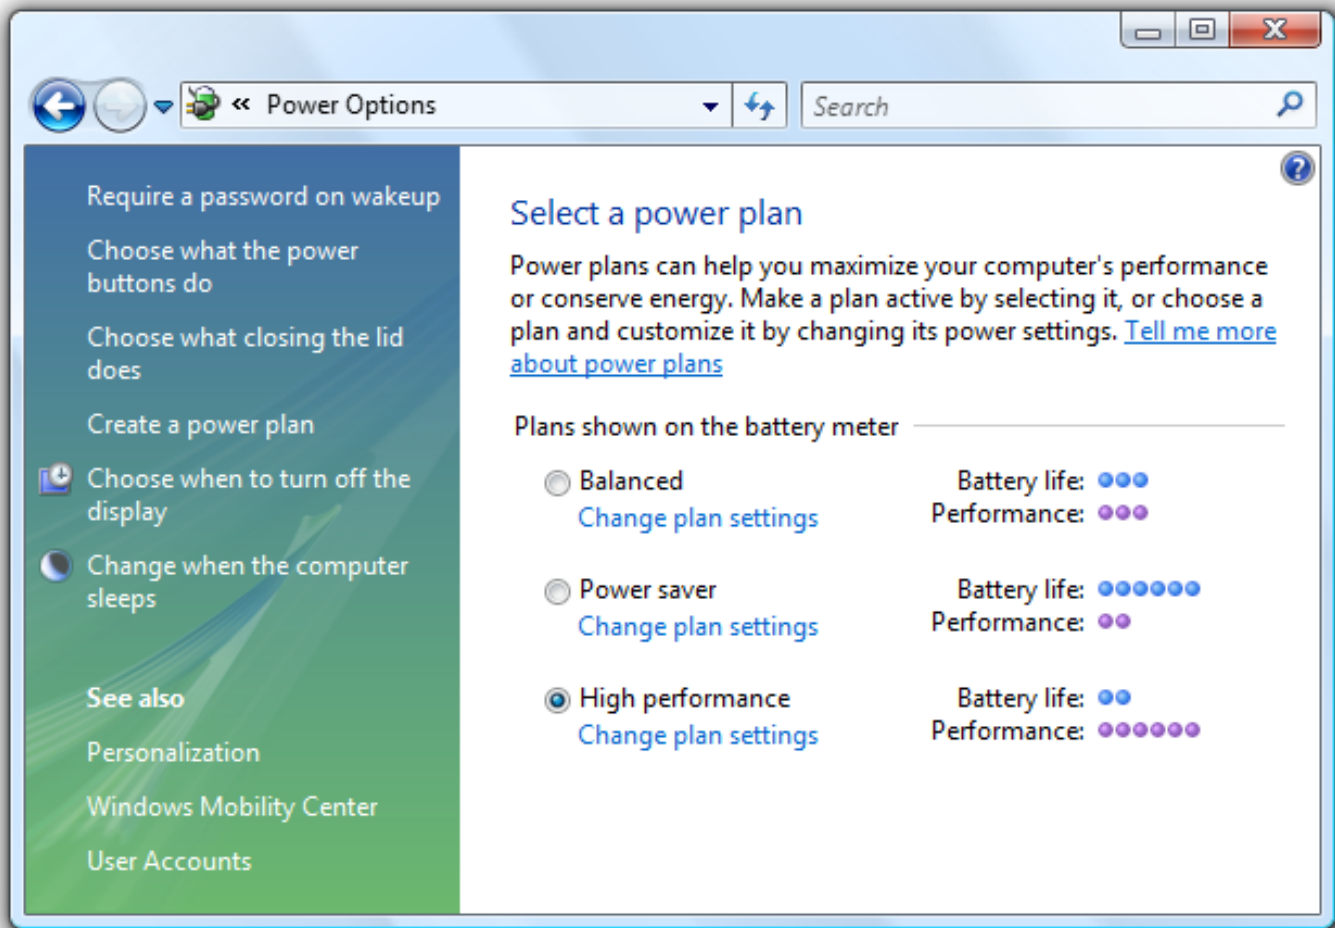 « Power Options
Search
Require a password on wakeup
Choose what the power
buttons do
Choose what closing the lid
does
Create a power plan
Choose when to turn off the
display
Change when the computer
sleeps
See also
Personalization
Windows Mobility Center
User Accounts
?
Select a power plan
Power plans can help you maximize your computer's performance
or conserve energy. Make a plan active by selecting it, or choose a
plan and customize it by changing its power settings. Tell me more
about power plans
Plans shown on the battery meter
Balanced Battery life:
Change plan settings Performance:
Power saver Battery life:
Change plan settings Performance:
High performance Battery life:
Change plan settings Performance: